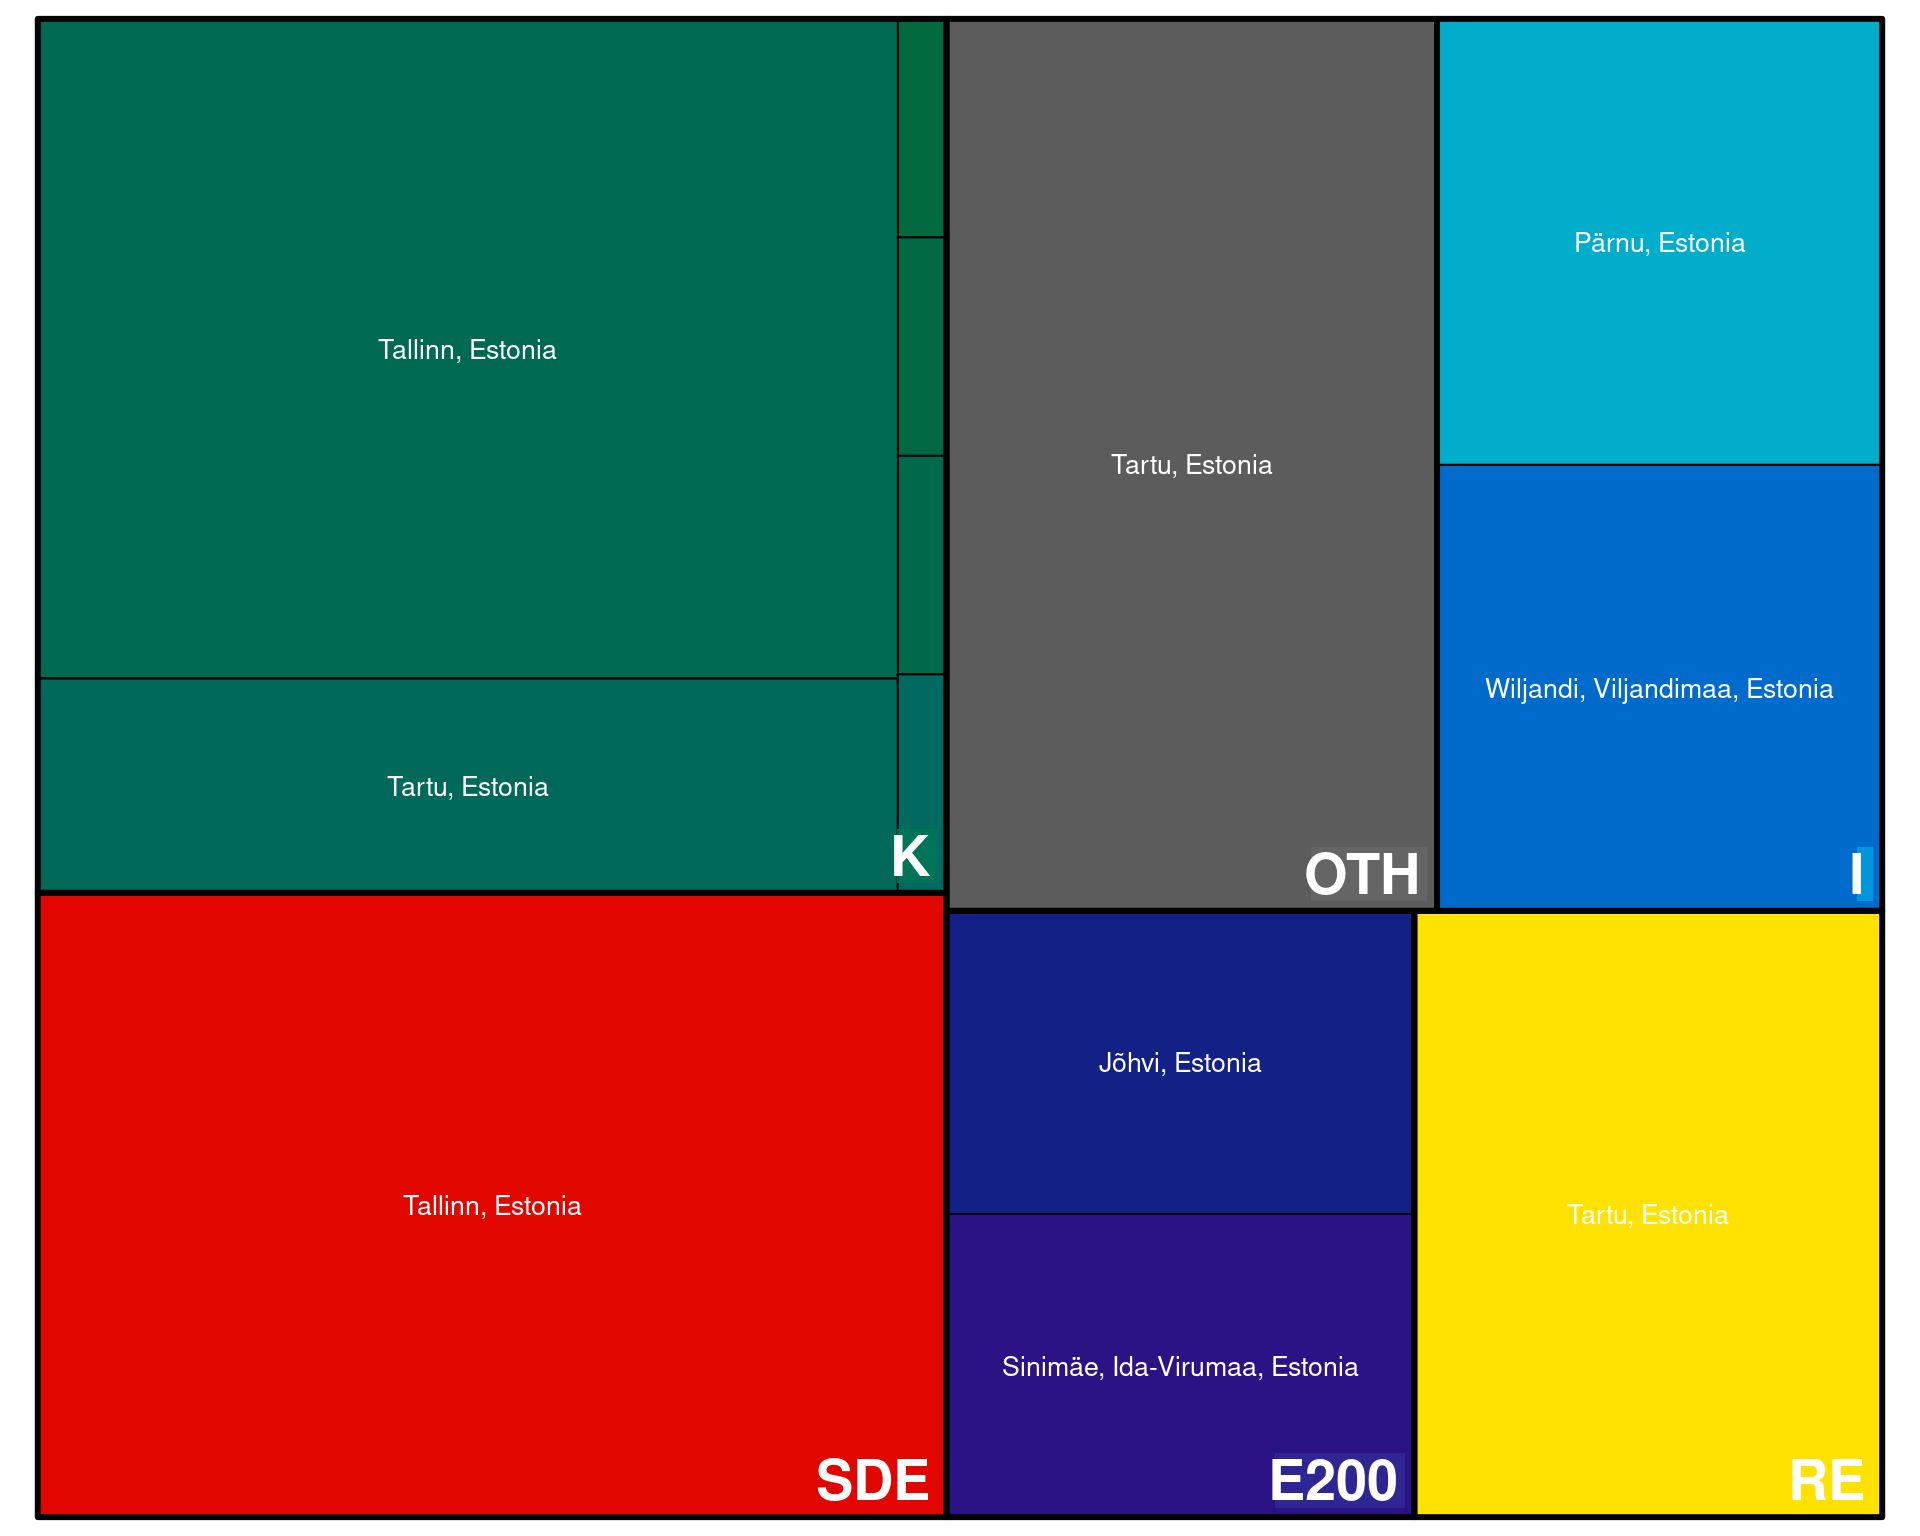 Tallinn, Estonia
Tartu, Estonia
K
Tartu, Estonia
OTH
Pärnu, Estonia
Wiljandi, Viljandimaa, Estonia
I
Tallinn, Estonia
SDE
Jõhvi, Estonia
Sinimäe, Ida-Virumaa, Estonia
E200
Tartu, Estonia
RE